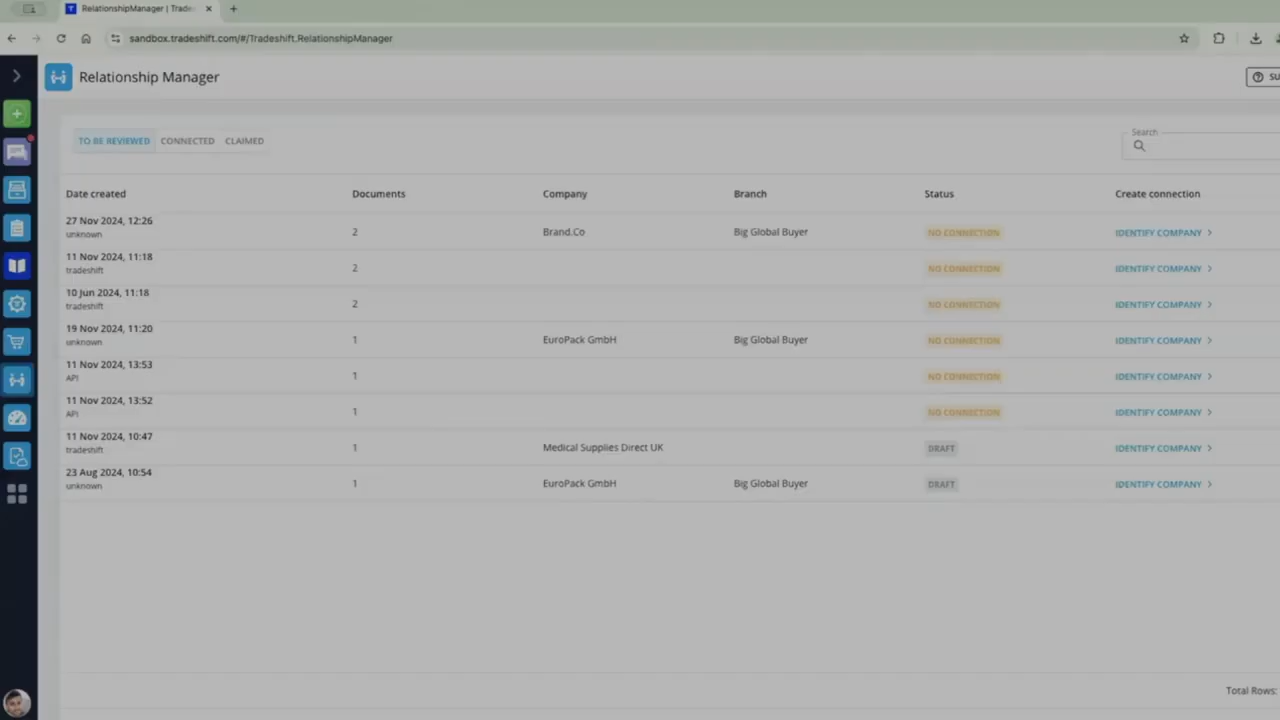 RelationshipManager | Trades
sandbox.tradeshift.com/#/Tradeshift.RelationshipManager
Relationship Manager
SU
TO BE REVIEWED CONNECTED CLAIMED
Search
Date created Documents Company Branch Status Create connection
27 Nov 2024, 12:26
unknown
2 Brand.Co Big Global Buyer NO CONNECTION IDENTIFY COMPANY
11 Nov 2024, 11:18
tradeshift
2 NO CONNECTION IDENTIFY COMPANY
10 Jun 2024, 11:18
tradeshift
2 NO CONNECTION IDENTIFY COMPANY
19 Nov 2024, 11:20
unknown
1 EuroPack GmbH Big Global Buyer NO CONNECTION IDENTIFY COMPANY
11 Nov 2024, 13:53
API
1 NO CONNECTION IDENTIFY COMPANY
11 Nov 2024, 13:52
API
1 NO CONNECTION IDENTIFY COMPANY
11 Nov 2024, 10:47
tradeshift
1 Medical Supplies Direct UK DRAFT IDENTIFY COMPANY
23 Aug 2024, 10:54
unknown
1 EuroPack GmbH Big Global Buyer DRAFT IDENTIFY COMPANY
Total Rows: